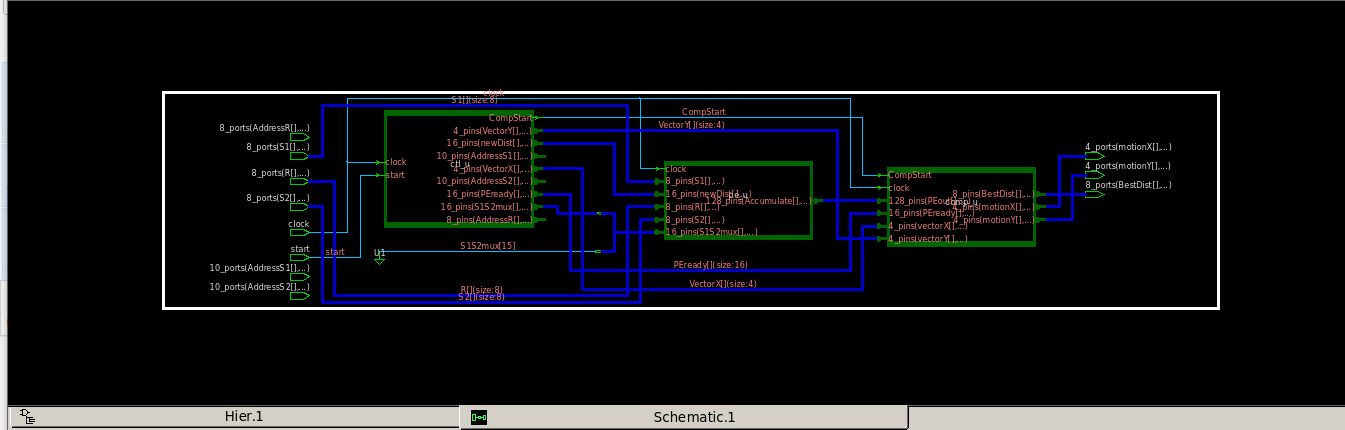 clock
S1[](size:8)
CompStart
CompStart
VectorY[](size:4)
8_ports(AddressR[],...)
8_ports(S1[],...)
8_ports(R[],...)
8_ports(S2[],...)
clock
start
start
10_ports(AddressS1[],...)
10_ports(AddressS2[],...)
4_pins(VectorY[],...)
16_pins(newDist[],...)
10_pins(AddressS1[],...)
clock
ctl_u
4_pins(VectorX[],...)
start
10_pins(AddressS2[],...)
16_pins(PEready[],...)
16_pins(S1S2mux[],...)
8_pins(AddressR[],...)
U1
S1S2mux[15]
R[](size:8)
S2[](size:8)
clock
8_pins(S1[],...)
16_pins(newDist[],...)
128_pins(Accumulate[],...)
8_pins(R[],...)
8_pins(S2[],...)
16_pins(S1S2mux[],...)
PEready[](size:16)
VectorX[](size:4)
CompStart
clock
8_pins(BestDist[],...)
comp_u
16_pins(PEready[],...)
4_pins(motionX[],...)
4_pins(vectorX[],...)
4_pins(motionY[],...)
4_pins(vectorY[],...)
4_ports(motionX[],...)
4_ports(motionY[],...)
8_ports(BestDist[],...)
Hier.1
Schematic.1